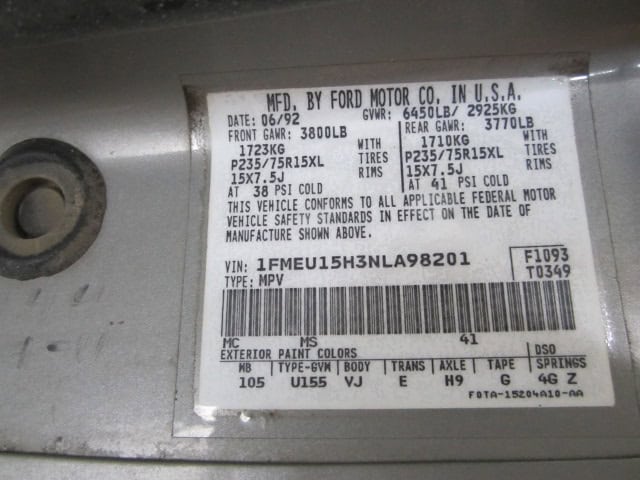 MFD. BY FORD MOTOR CO. IN U.S.A.
DATE: 06/92 GVWR: 6450LB/ 2925KG
FRONT GAWR: 3800LB REAR GAWR: 3770LB
1723KG WITH 1710KG WITH
P235/75R15XL TIRES P235/75R15XL TIRES
15X7.5J RIMS 15X7.5J RIMS
AT 38 PSI COLD AT 41 PSI COLD
THIS VEHICLE CONFORMS TO ALL APPLICABLE FEDERAL MOTOR
VEHICLE SAFETY STANDARDS IN EFFECT ON THE DATE OF
MANUFACTURE SHOWN ABOVE.
VIN: 1FMEU15H3NLA98201 F1093
TYPE: MPV T0349
MC MS 41
EXTERIOR PAINT COLORS DSO
WB TYPE-GVW BODY TRANS AXLE TAPE SPRINGS
105 U155 VJ E H9 G 4G Z
F0TA-15204A10-AA